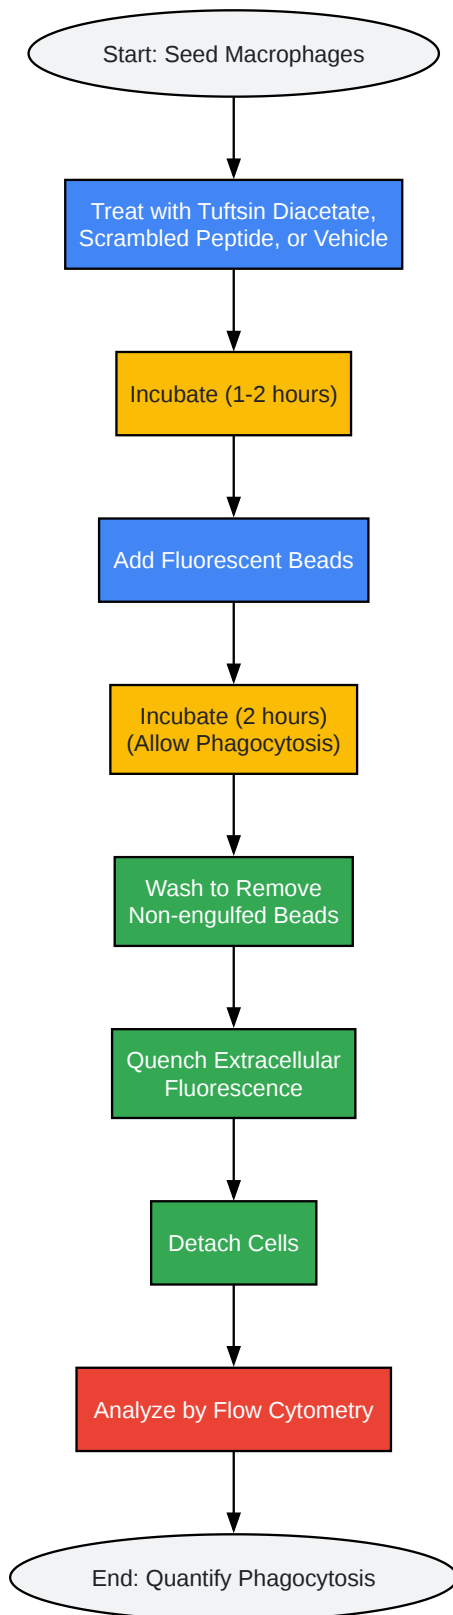 Start: Seed Macrophages
Treat with Tuftsin Diacetate,
Scrambled Peptide, or Vehicle
Incubate (1-2 hours)
Add Fluorescent Beads
Incubate (2 hours)
(Allow Phagocytosis)
Wash to Remove
Non-engulfed Beads
Quench Extracellular
Fluorescence
Detach Cells
Analyze by Flow Cytometry
End: Quantify Phagocytosis